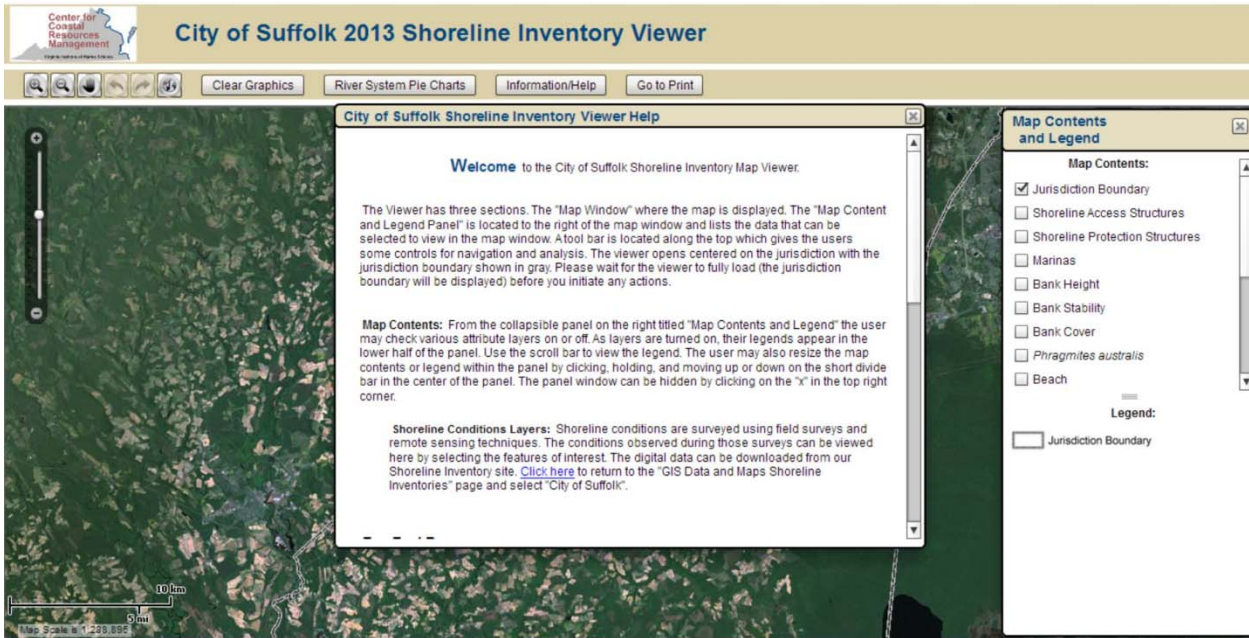 Center for
Coastal
Resources
Management
Virginia Institute of Marine Science
City of Suffolk 2013 Shoreline Inventory Viewer
Clear Graphics
River System Pie Charts
Information/Help
Go to Print
City of Suffolk Shoreline Inventory Viewer Help
Welcome to the City of Suffolk Shoreline Inventory Map Viewer.
The Viewer has three sections. The "Map Window" where the map is displayed. The "Map Content
and Legend Panel" is located to the right of the map window and lists the data that can be
selected to view in the map window. A tool bar is located along the top which gives the users
some controls for navigation and analysis. The viewer opens centered on the jurisdiction with the
jurisdiction boundary shown in gray. Please wait for the viewer to fully load (the jurisdiction
boundary will be displayed) before you initiate any actions.
Map Contents: From the collapsible panel on the right titled "Map Contents and Legend" the user
may check various attribute layers on or off. As layers are turned on, their legends appear in the
lower half of the panel. Use the scroll bar to view the legend. The user may also resize the map
contents or legend within the panel by clicking, holding, and moving up or down on the short divide
bar in the center of the panel. The panel window can be hidden by clicking on the "x" in the top right
corner.
Shoreline Conditions Layers: Shoreline conditions are surveyed using field surveys and
remote sensing techniques. The conditions observed during those surveys can be viewed
here by selecting the features of interest. The digital data can be downloaded from our
Shoreline Inventory site. Click here to return to the "GIS Data and Maps Shoreline
Inventories" page and select "City of Suffolk".
Map Contents
and Legend
Map Contents:
Jurisdiction Boundary
Shoreline Access Structures
Shoreline Protection Structures
Marinas
Bank Height
Bank Stability
Bank Cover
Phragmites australis
Beach
Legend:
Jurisdiction Boundary
10 km
5 mi
Map Scale is 1:288,895